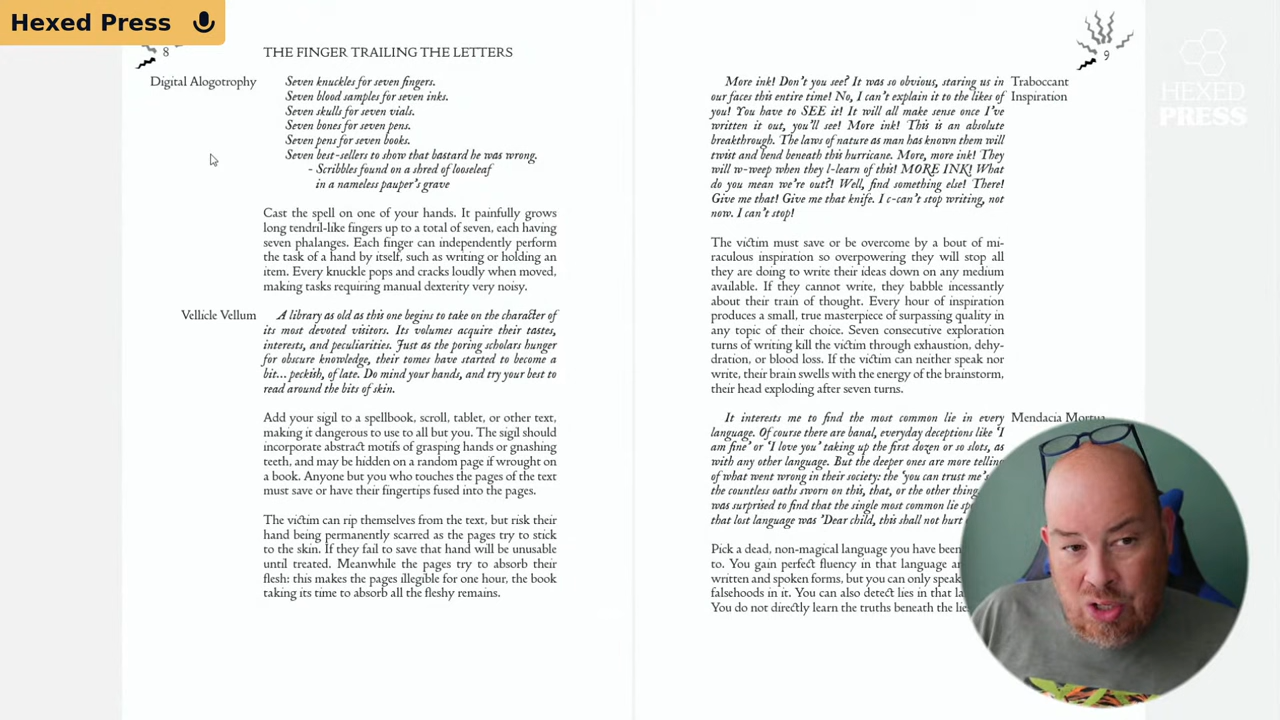 Hexed Press
8
THE FINGER TRAILING THE LETTERS
Digital Alogotrophy
Seven knuckles for seven fingers.
Seven blood samples for seven inks.
Seven skulls for seven vials.
Seven bones for seven pens.
Seven pens for seven books.
Seven best-sellers to show that bastard he was wrong.
- Scribbles found on a shred of looseleaf
in a nameless pauper's grave
Cast the spell on one of your hands. It painfully grows
long tendril-like fingers up to a total of seven, each having
seven phalanges. Each finger can independently perform
the task of a hand by itself, such as writing or holding an
item. Every knuckle pops and cracks loudly when moved,
making tasks requiring manual dexterity very noisy.
Vellicle Vellum
A library as old as this one begins to take on the character of
its most devoted visitors. Its volumes acquire their tastes,
interests, and peculiarities. Just as the poring scholars hunger
for obscure knowledge, their tomes have started to become a
bit... peckish, of late. Do mind your hands, and try your best to
read around the bits of skin.
Add your sigil to a spellbook, scroll, tablet, or other text,
making it dangerous to use to all but you. The sigil should
incorporate abstract motifs of grasping hands or gnashing
teeth, and may be hidden on a random page if wrought on
a book. Anyone but you who touches the pages of the text
must save or have their fingertips fused into the pages.
The victim can rip themselves from the text, but risk their
hand being permanently scarred as the pages try to stick
to the skin. If they fail to save that hand will be unusable
until treated. Meanwhile the pages try to absorb their
flesh: this makes the pages illegible for one hour, the book
taking its time to absorb all the fleshy remains.
9
Traboccant
Inspiration
More ink! Don't you see? It was so obvious, staring us in
our faces this entire time! No, I can't explain it to the likes of
you! You have to SEE it! It will all make sense once I've
written it out, you'll see! More ink! This is an absolute
breakthrough. The laws of nature as man has known them will
twist and bend beneath this hurricane. More, more ink! They
will w-weep when they l-learn of this! MORE INK! What
do you mean we're out?! Well, find something else! There!
Give me that! Give me that knife. I c-can't stop writing, not
now. I can't stop!
The victim must save or be overcome by a bout of mi-
raculous inspiration so overpowering they will stop all
they are doing to write their ideas down on any medium
available. If they cannot write, they babble incessantly
about their train of thought. Every hour of inspiration
produces a small, true masterpiece of surpassing quality in
any topic of their choice. Seven consecutive exploration
turns of writing kill the victim through exhaustion, dehy-
dration, or blood loss. If the victim can neither speak nor
write, their brain swells with the energy of the brainstorm,
their head exploding after seven turns.
Mendacia Mortua
It interests me to find the most common lie in every
language. Of course there are banal, everyday deceptions like 'I
am fine' or 'I love you' taking up the first dozen or so slots, as
with any other language. But the deeper ones are more telling
of what went wrong in their society: the 'you can trust me's
the countless oaths sworn on this, that, or the other thing
was surprised to find that the single most common lie
that lost language was 'Dear child, this shall not hurt
Pick a dead, non-magical language you have been
to. You gain perfect fluency in that language
written and spoken forms, but you can only speak
falsehoods in it. You can also detect lies in that
You do not directly learn the truths beneath the
HEXED
PRESS